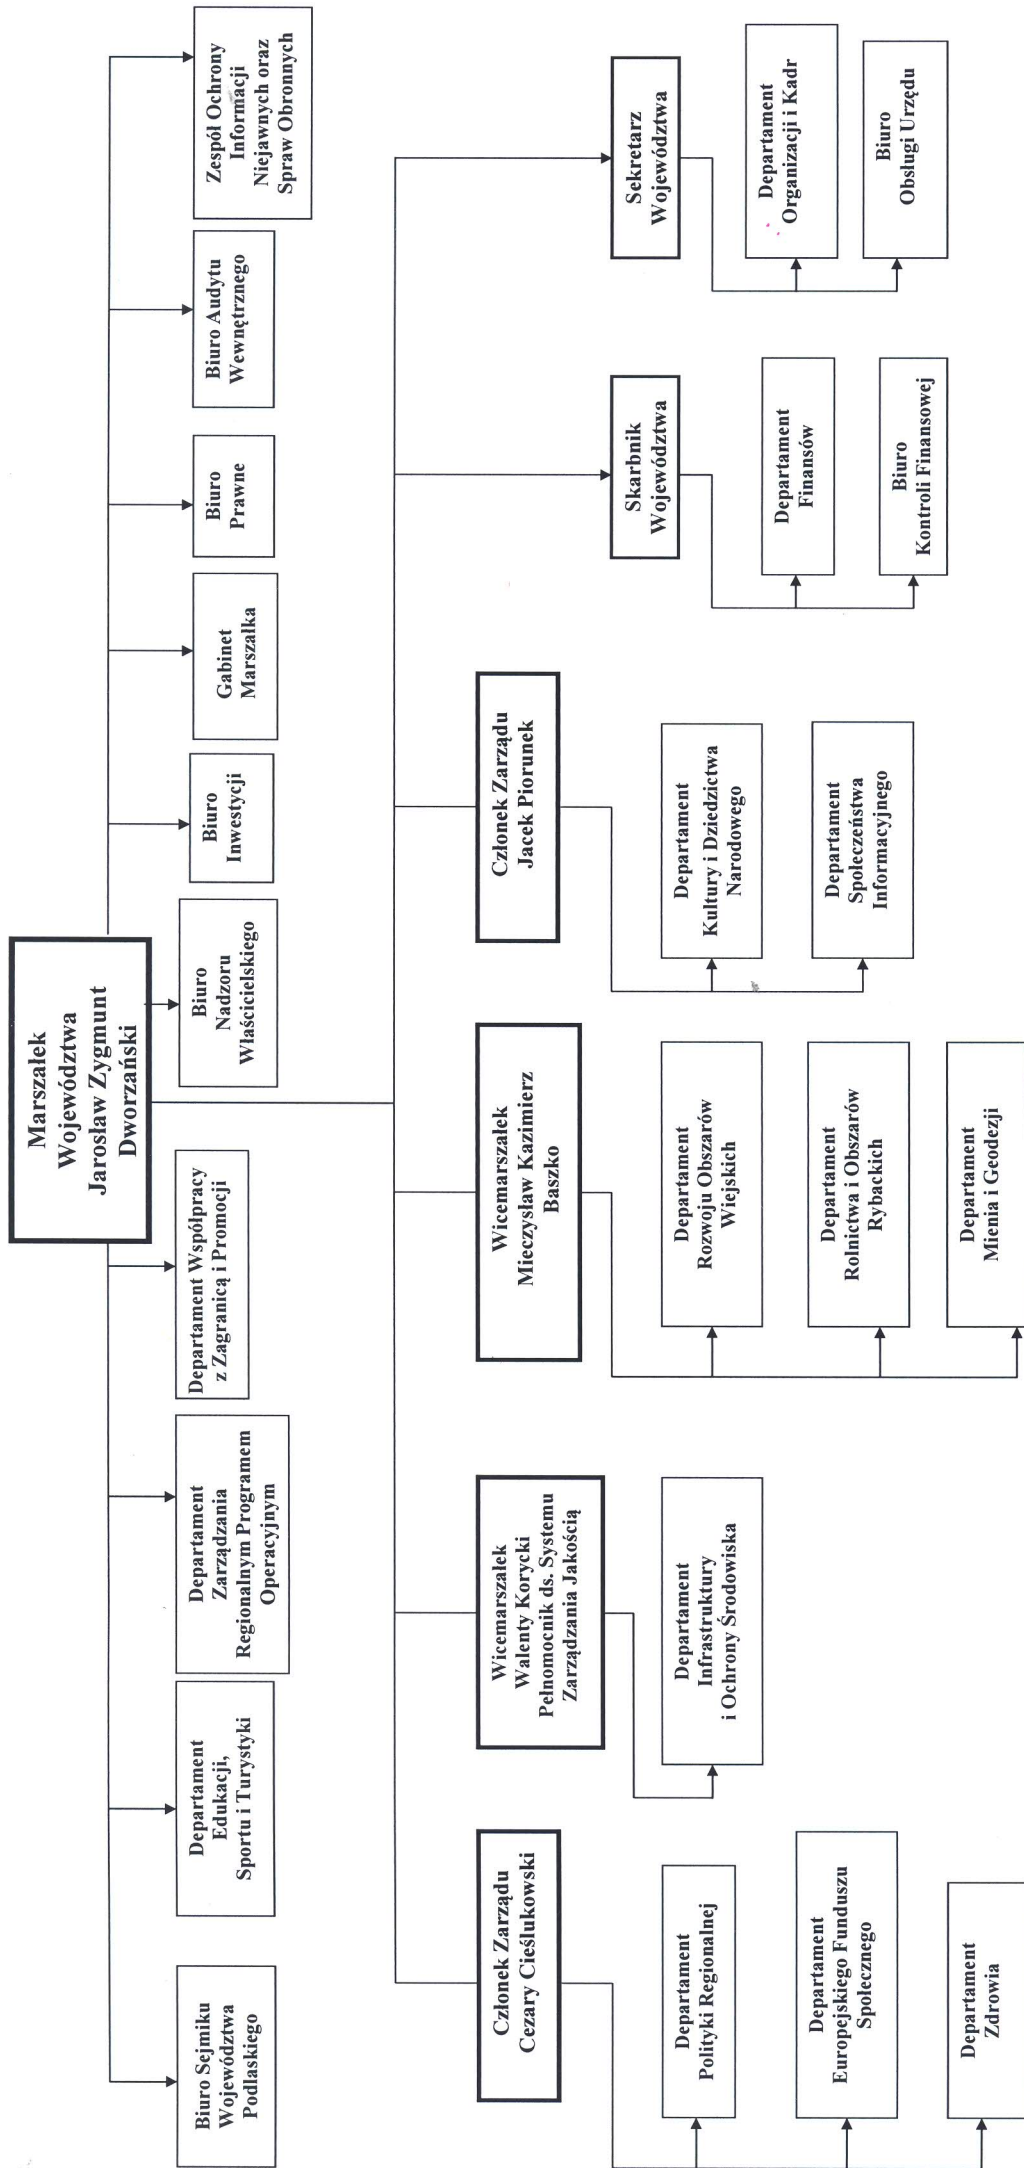 Marszałek
Województwa
Jarosław Zygmunt
Dworzański
Biuro Sejmiku
Województwa
Podlaskiego
Departament
Edukacji,
Sportu i Turystyki
Departament
Zarządzania
Regionalnym Programem
Operacyjnym
Departament Współpracy
z Zagranicą i Promocji
Biuro
Nadzoru
Właścicielskiego
Biuro
Inwestycji
Gabinet
Marszałka
Biuro
Prawne
Biuro Audytu
Wewnętrznego
Zespół Ochrony
Informacji
Niejawnych oraz
Spraw Obronnych
Członek Zarządu
Cezary Cieślukowski
Departament
Polityki Regionalnej
Departament
Europejskiego Funduszu
Społecznego
Departament
Zdrowia
Wicemarszałek
Walenty Korycki
Pełnomocnik ds. Systemu
Zarządzania Jakością
Departament
Infrastruktury
i Ochrony Środowiska
Wicemarszałek
Mieczysław Kazimierz
Baszko
Departament
Rozwoju Obszarów
Wiejskich
Departament
Rolnictwa i Obszarów
Rybackich
Departament
Mienia i Geodezji
Członek Zarządu
Jacek Piorunek
Departament
Kultury i Dziedzictwa
Narodowego
Departament
Społeczeństwa
Informacyjnego
Skarbnik
Województwa
Departament
Finansów
Biuro
Kontroli Finansowej
Sekretarz
Województwa
Departament
Organizacji i Kadr
Biuro
Obsługi Urzędu